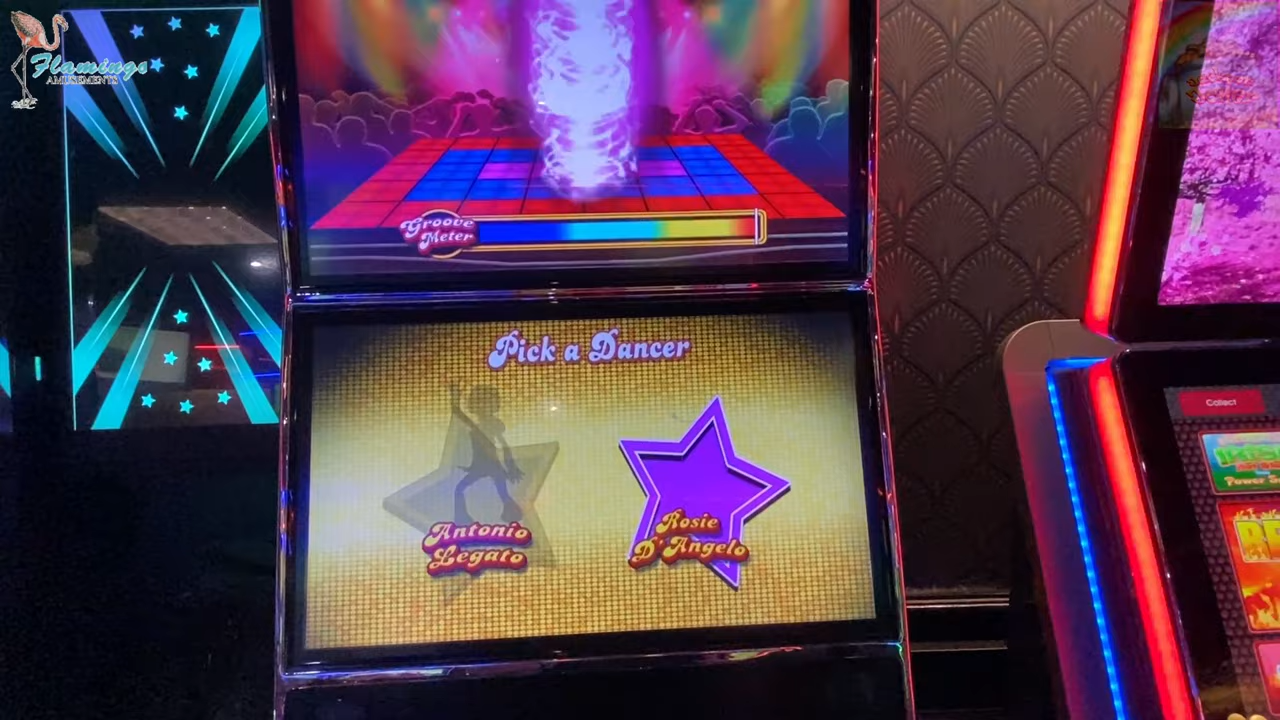 Flamingo
AMUSEMENTS
Groove
Meter
Pick a Dancer
Antonio
Legato
Rosie
D'Angelo
Collect